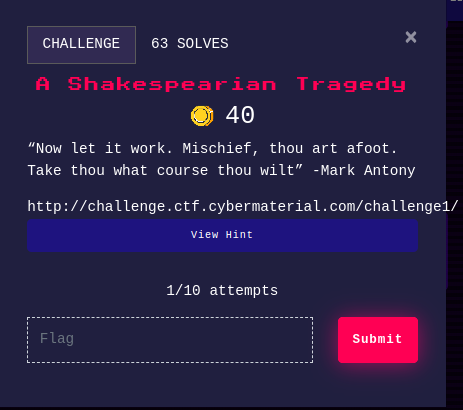 CHALLENGE 63 SOLVES ×
A Shakespearian Tragedy
40
“Now let it work. Mischief, thou art afoot.
Take thou what course thou wilt” -Mark Antony
http://challenge.ctf.cybermaterial.com/challenge1/
View Hint
1/10 attempts
Flag
Submit